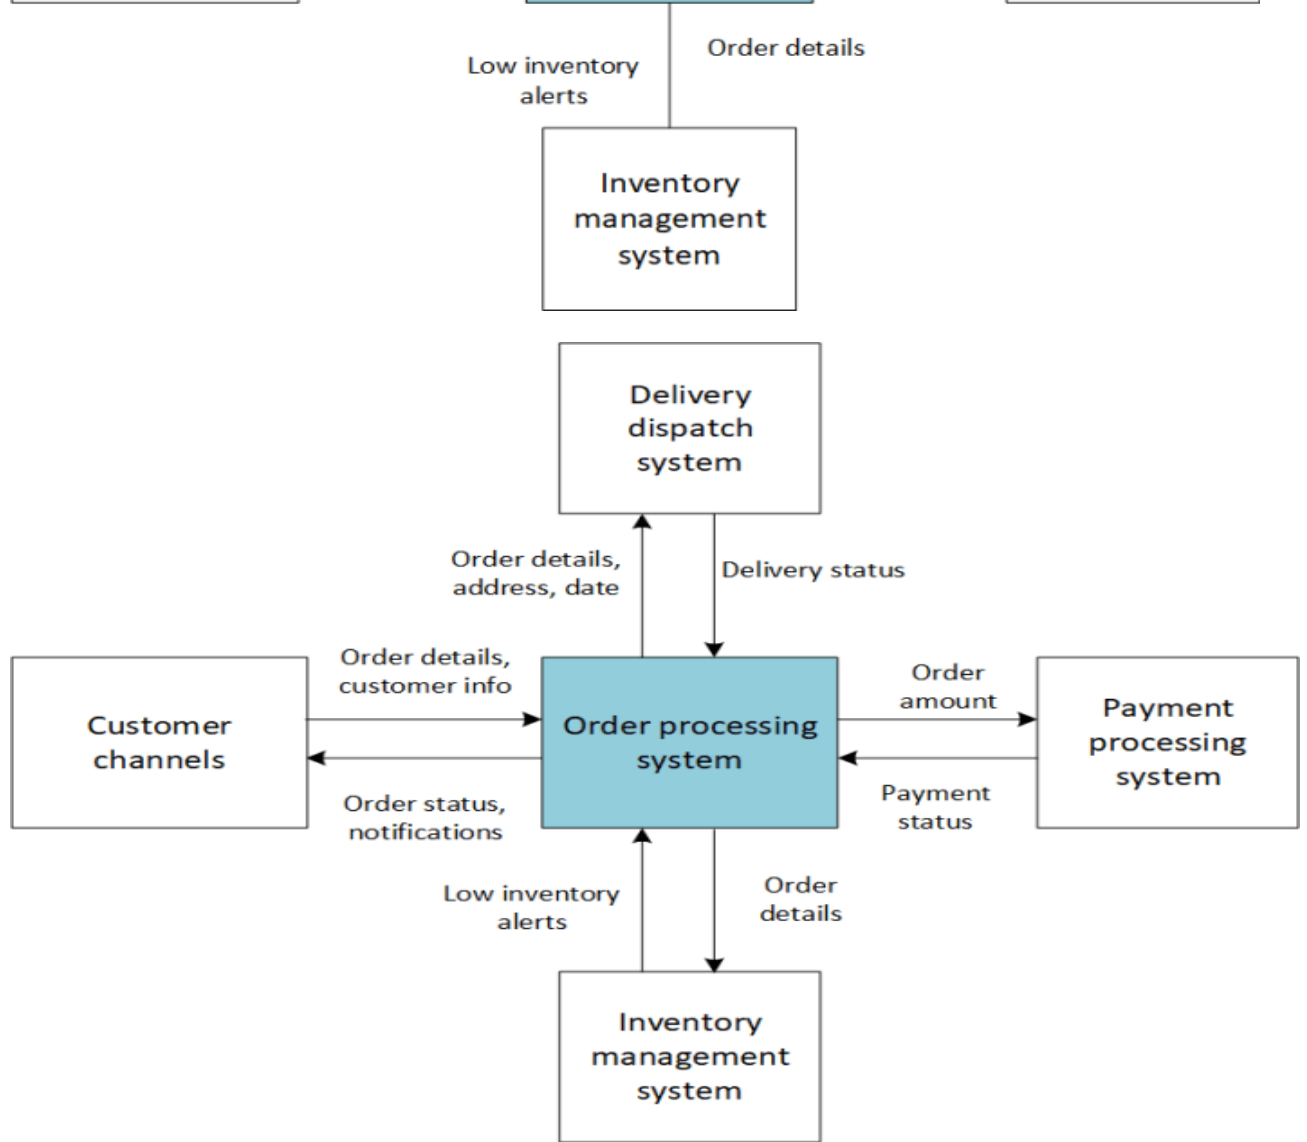 Order details
Low inventory
alerts
Inventory
management
system
Delivery
dispatch
system
Order details,
address, date
Delivery status
Order details,
customer info
Order
amount
Customer
channels
Order processing
system
Payment
processing
system
Order status,
notifications
Payment
status
Low inventory
alerts
Order
details
Inventory
management
system